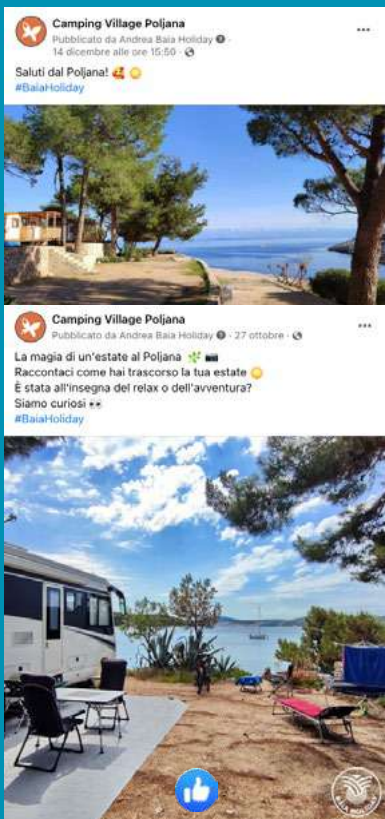 Camping Village Poljana
Pubblicato da Andrea Baia Holiday ·
14 dicembre alle ore 15:50 ·
Saluti dal Poljana! 🥰 🌞
#BaiaHoliday
Camping Village Poljana
Pubblicato da Andrea Baia Holiday · 27 ottobre ·
La magia di un'estate al Poljana 🌿 📷
Raccontaci come hai trascorso la tua estate 🌞
È stata all'insegna del relax o dell'avventura?
Siamo curiosi 👀
#BaiaHoliday
BAIA HOLIDAY